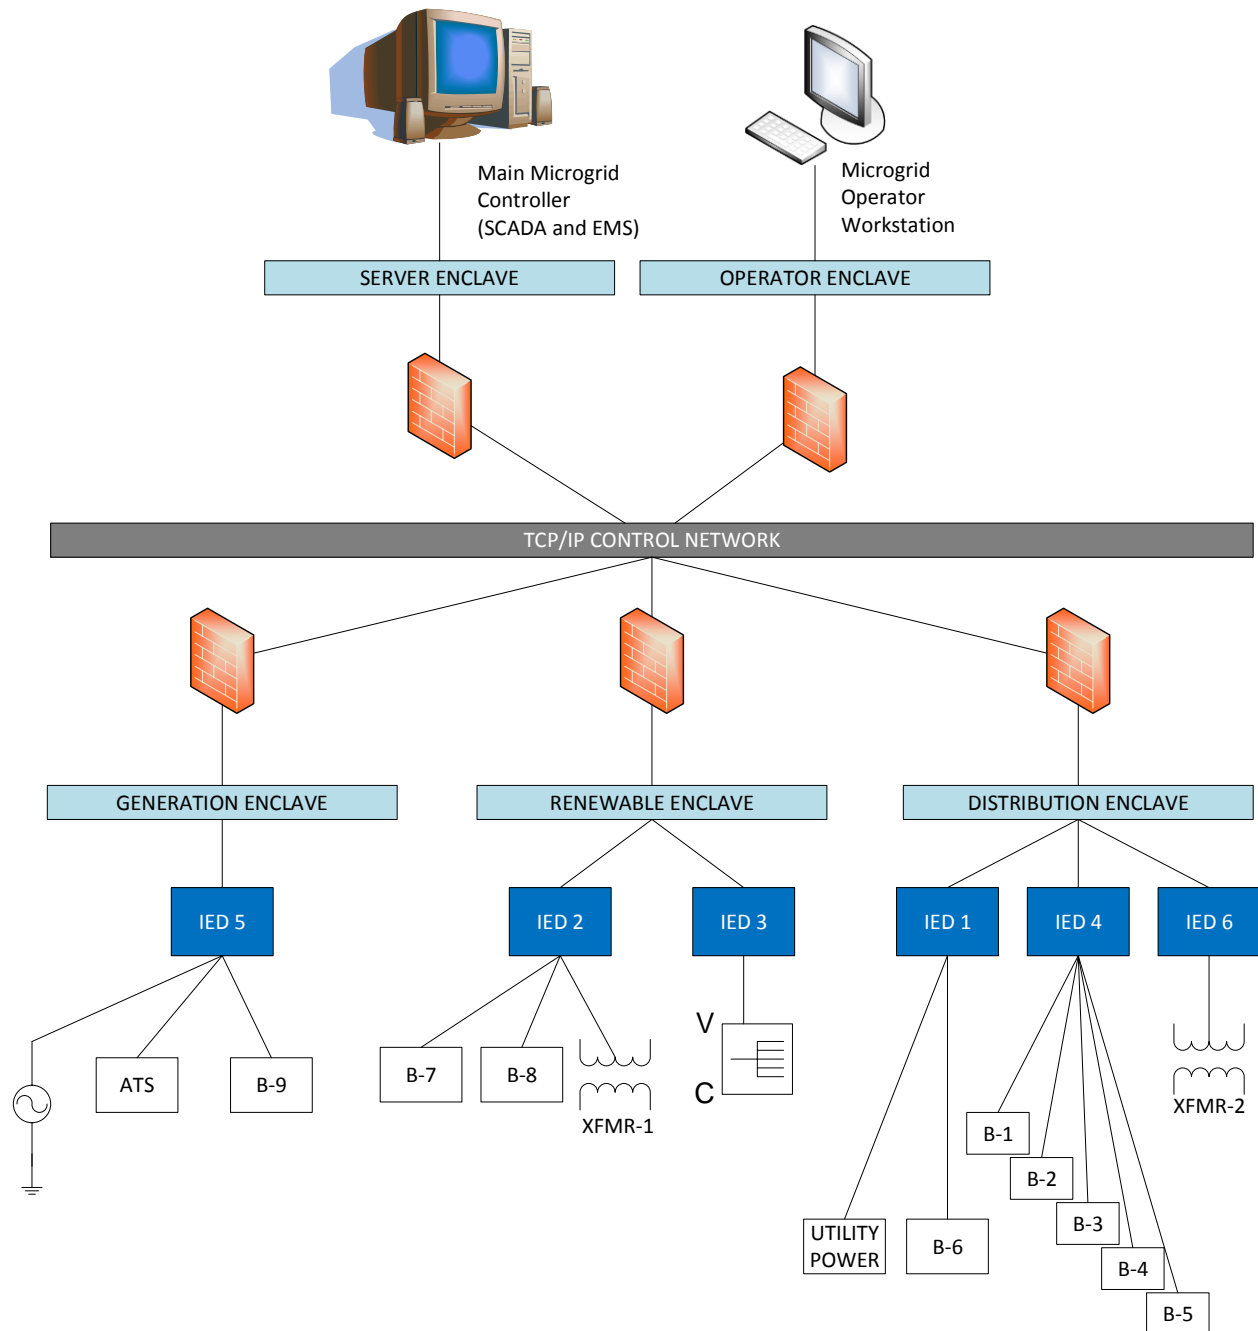 Main Microgrid
Controller
(SCADA and EMS)
Microgrid
Operator
Workstation
SERVER ENCLAVE
OPERATOR ENCLAVE
TCP/IP CONTROL NETWORK
GENERATION ENCLAVE
RENEWABLE ENCLAVE
DISTRIBUTION ENCLAVE
IED 5
IED 2
IED 3
IED 1
IED 4
IED 6
ATS
B-9
B-7
B-8
XFMR-1
V
C
XFMR-2
B-1
B-2
B-3
B-4
B-5
UTILITY
POWER
B-6